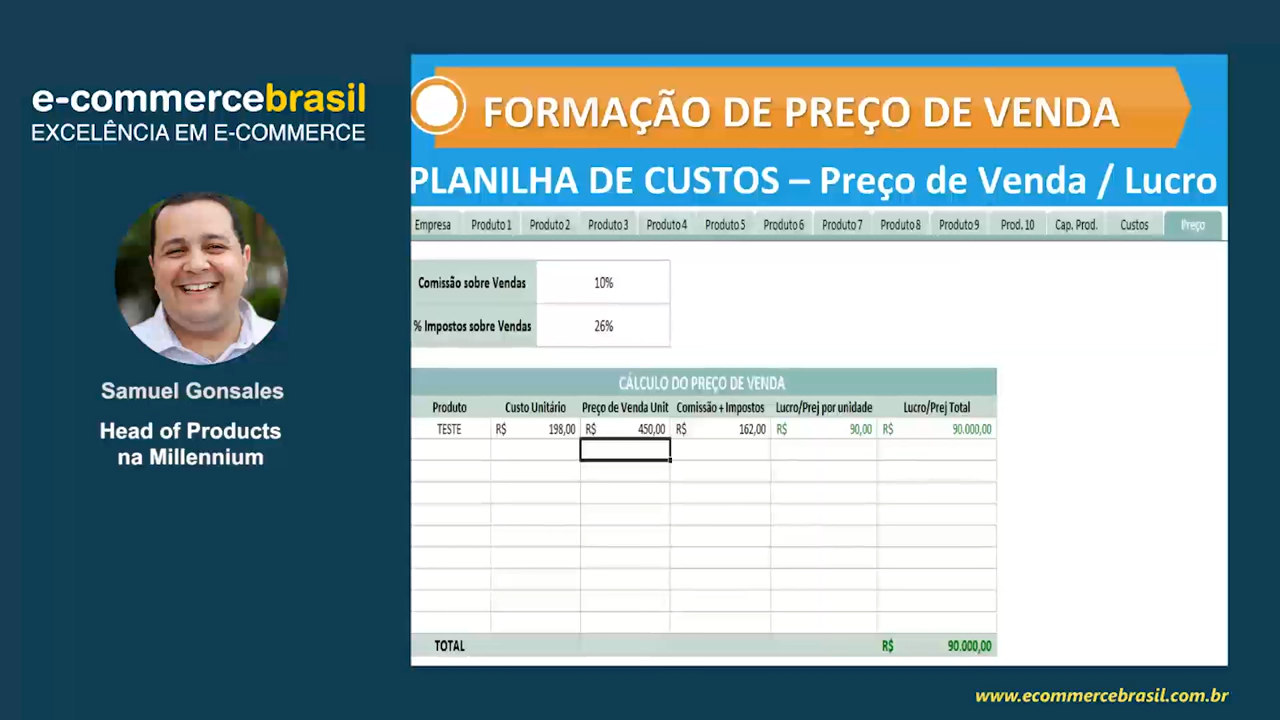 e-commercebrasil
EXCELÊNCIA EM E-COMMERCE
Samuel Gonsales
Head of Products
na Millennium
FORMAÇÃO DE PREÇO DE VENDA
PLANILHA DE CUSTOS – Preço de Venda / Lucro
Empresa Produto 1 Produto 2 Produto 3 Produto 4 Produto 5 Produto 6 Produto 7 Produto 8 Produto 9 Prod. 10 Cap. Prod. Custos Preço
Comissão sobre Vendas 10%
% Impostos sobre Vendas 26%
CÁLCULO DO PREÇO DE VENDA
Produto Custo Unitário Preço de Venda Unit Comissão + Impostos Lucro/Prej por unidade Lucro/Prej Total
TESTE R$ 198,00 R$ 450,00 R$ 162,00 R$ 90,00 R$ 90.000,00
TOTAL R$ 90.000,00
www.ecommercebrasil.com.br